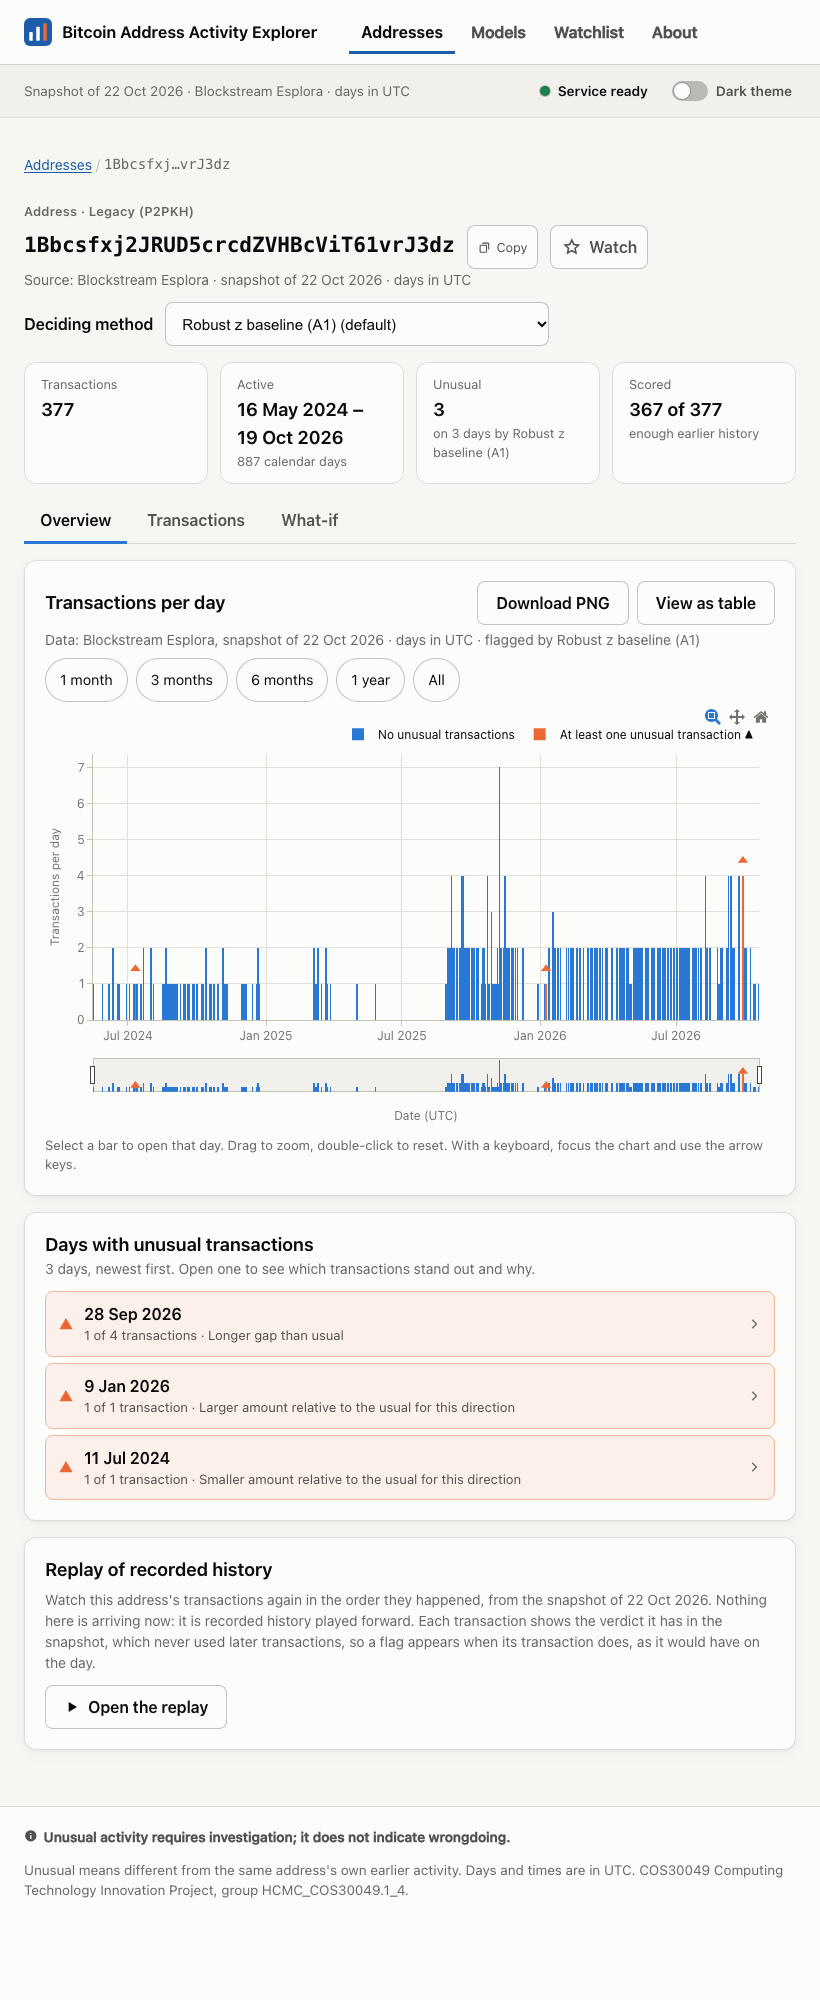 Bitcoin Address Activity Explorer
Addresses
Models
Watchlist
About
Snapshot of 22 Oct 2026 · Blockstream Esplora · days in UTC
Service ready
Dark theme
Addresses / 1Bbcsfxj…vrJ3dz
Address · Legacy (P2PKH)
1Bbcsfxj2JRUD5crcdZVHBcViT61vrJ3dz
Copy
Watch
Source: Blockstream Esplora · snapshot of 22 Oct 2026 · days in UTC
Deciding method
Robust z baseline (A1) (default)
Transactions
377
Active
16 May 2024 –
19 Oct 2026
887 calendar days
Unusual
3
on 3 days by Robust z
baseline (A1)
Scored
367 of 377
enough earlier history
Overview
Transactions
What-if
Transactions per day
Download PNG
View as table
Data: Blockstream Esplora, snapshot of 22 Oct 2026 · days in UTC · flagged by Robust z baseline (A1)
1 month
3 months
6 months
1 year
All
No unusual transactions
At least one unusual transaction ▲
Transactions per day
7
6
5
4
3
2
1
0
Jul 2024
Jan 2025
Jul 2025
Jan 2026
Jul 2026
Date (UTC)
Select a bar to open that day. Drag to zoom, double-click to reset. With a keyboard, focus the chart and use the arrow
keys.
Days with unusual transactions
3 days, newest first. Open one to see which transactions stand out and why.
28 Sep 2026
1 of 4 transactions · Longer gap than usual
9 Jan 2026
1 of 1 transaction · Larger amount relative to the usual for this direction
11 Jul 2024
1 of 1 transaction · Smaller amount relative to the usual for this direction
Replay of recorded history
Watch this address's transactions again in the order they happened, from the snapshot of 22 Oct 2026. Nothing
here is arriving now: it is recorded history played forward. Each transaction shows the verdict it has in the
snapshot, which never used later transactions, so a flag appears when its transaction does, as it would have on
the day.
Open the replay
Unusual activity requires investigation; it does not indicate wrongdoing.
Unusual means different from the same address's own earlier activity. Days and times are in UTC. COS30049 Computing
Technology Innovation Project, group HCMC_COS30049.1_4.